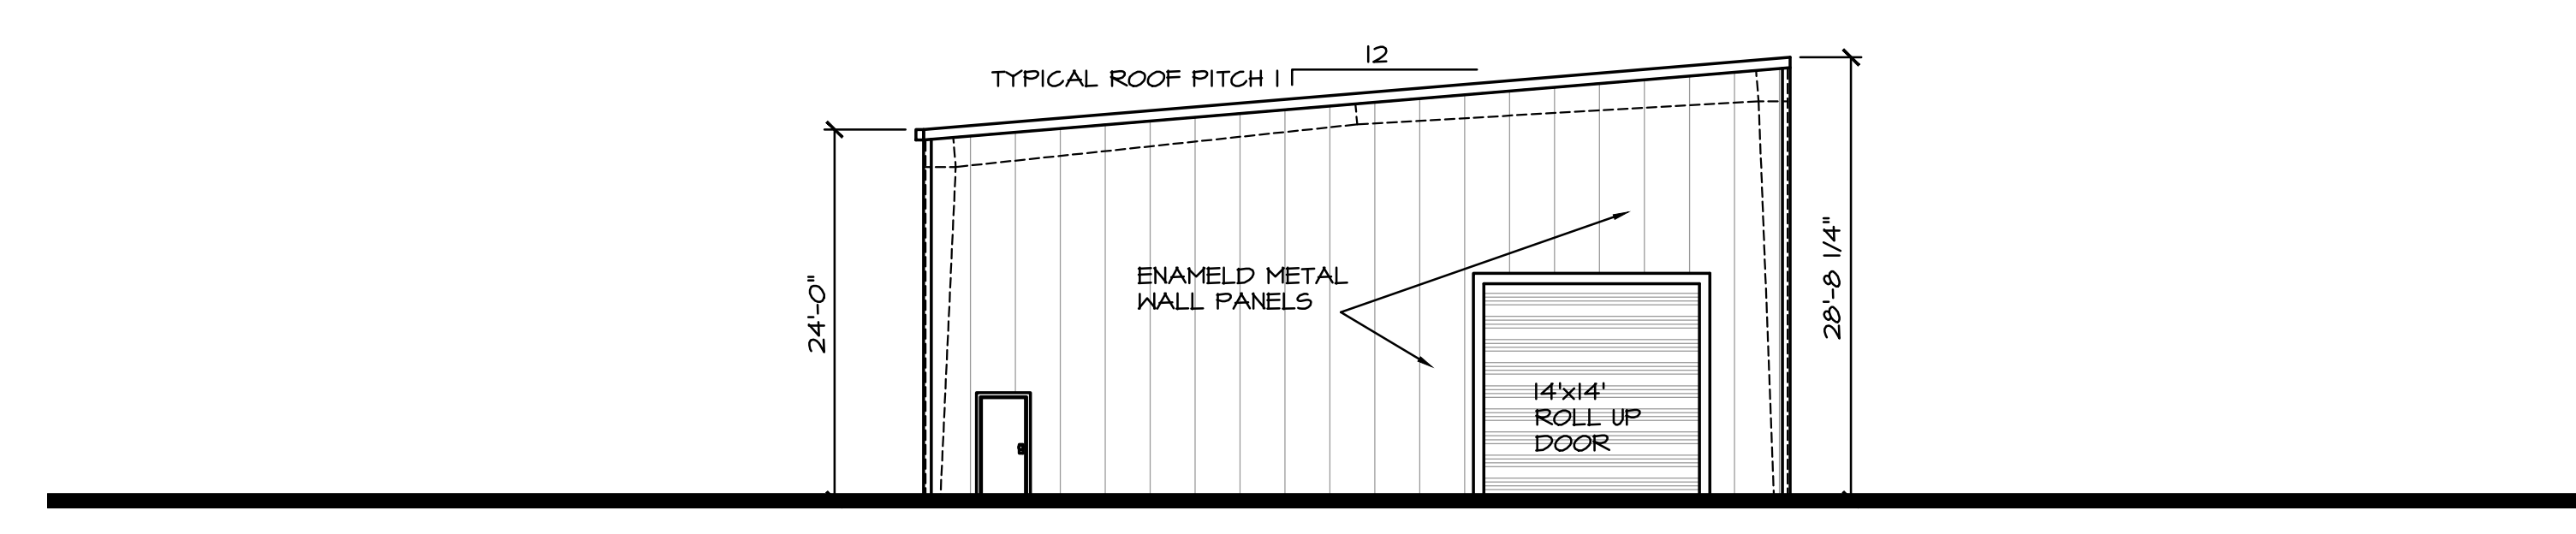 12
TYPICAL ROOF PITCH 1
24'-0"
28'-8 1/4"
ENAMELD METAL
WALL PANELS
14'x14'
ROLL UP
DOOR